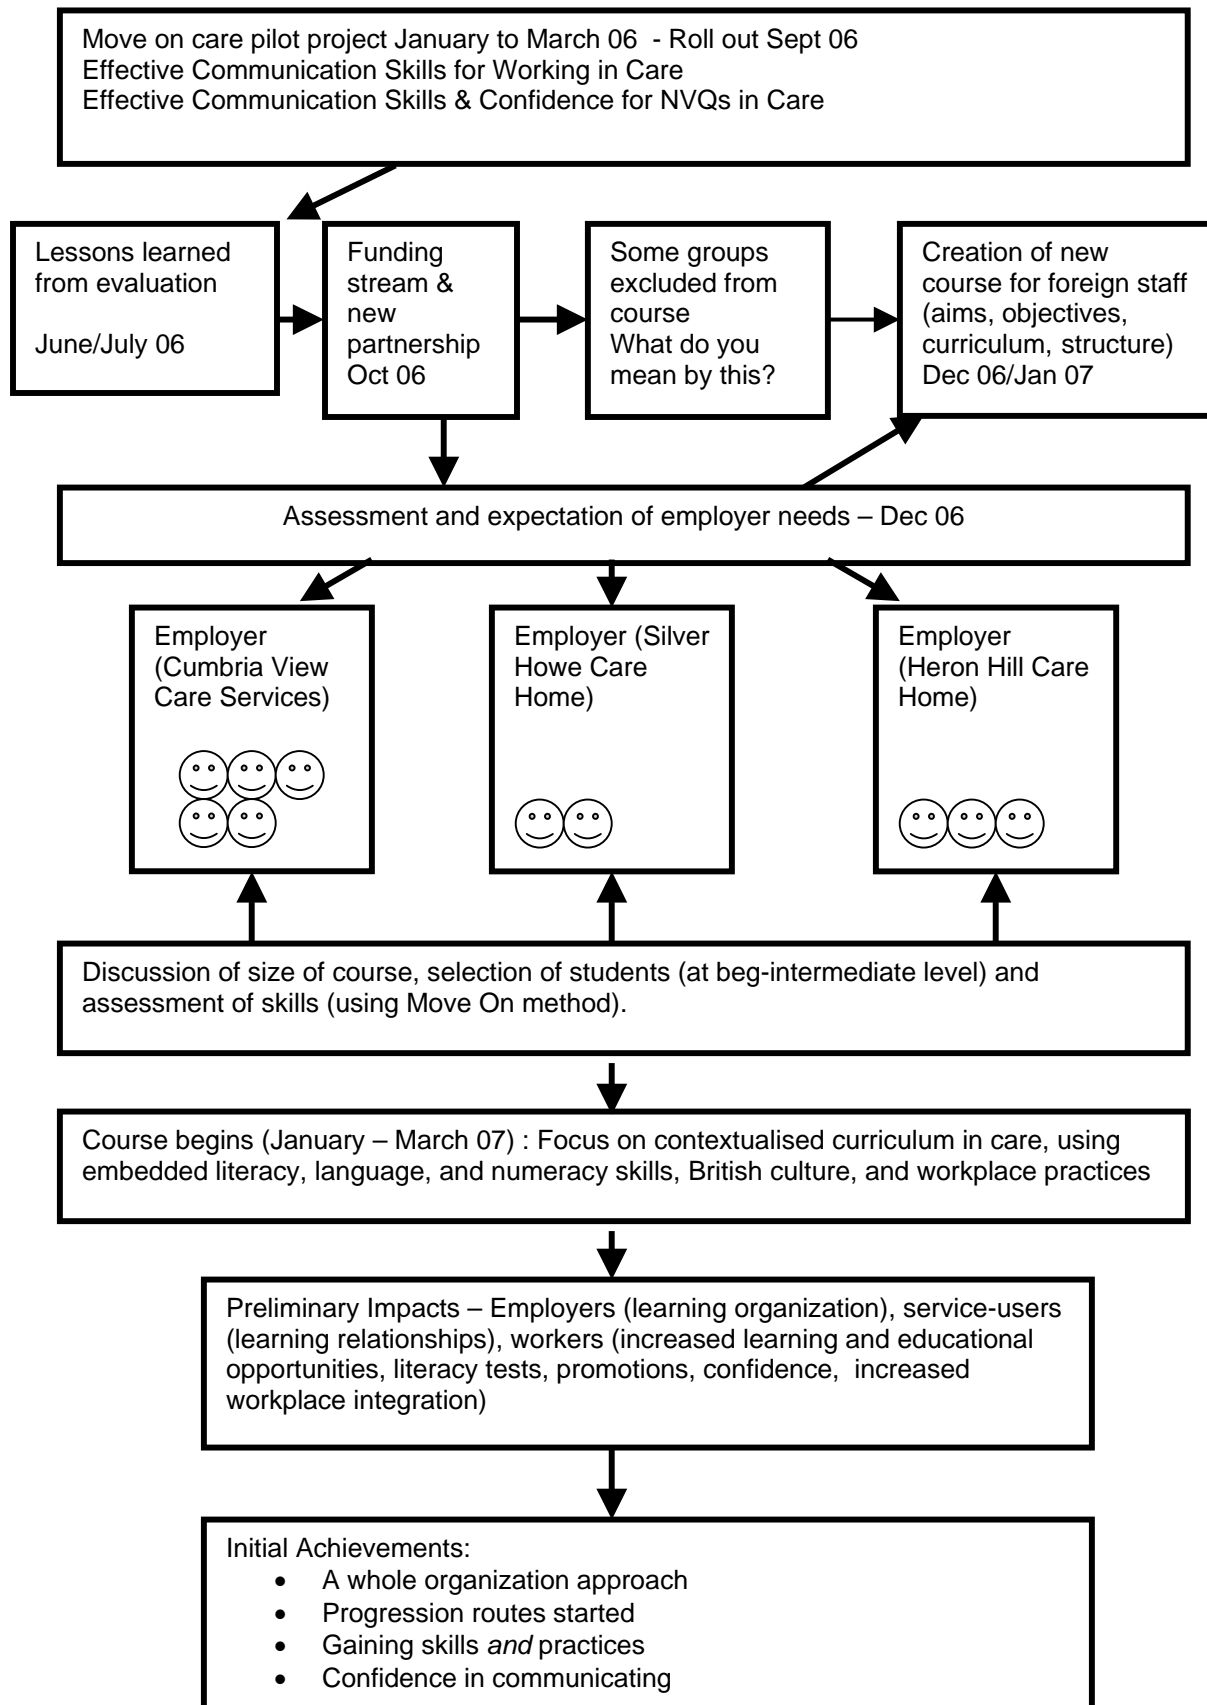 Move on care pilot project January to March 06  - Roll out Sept 06
Effective Communication Skills for Working in Care
Effective Communication Skills & Confidence for NVQs in Care
Lessons learned
from evaluation
June/July 06
Funding
stream &
new
partnership
Oct 06
Some groups
excluded from
course
What do you
mean by this?
Creation of new
course for foreign staff
(aims, objectives,
curriculum, structure)
Dec 06/Jan 07
Assessment and expectation of employer needs – Dec 06
Employer
(Cumbria View
Care Services)
Employer (Silver
Howe Care
Home)
Employer
(Heron Hill Care
Home)
Discussion of size of course, selection of students (at beg-intermediate level) and
assessment of skills (using Move On method).
Course begins (January – March 07) : Focus on contextualised curriculum in care, using
embedded literacy, language, and numeracy skills, British culture, and workplace practices
Preliminary Impacts – Employers (learning organization), service-users
(learning relationships), workers (increased learning and educational
opportunities, literacy tests, promotions, confidence,  increased
workplace integration)
Initial Achievements:
• A whole organization approach
• Progression routes started
• Gaining skills and practices
• Confidence in communicating